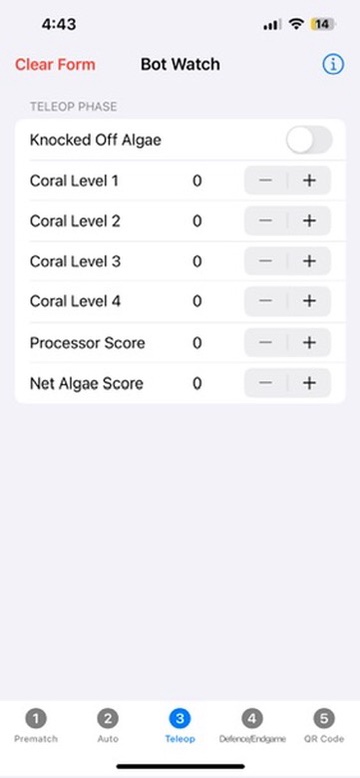 4:43 14
Clear Form Bot Watch
TELEOP PHASE
Knocked Off Algae
Coral Level 1 0 − +
Coral Level 2 0 − +
Coral Level 3 0 − +
Coral Level 4 0 − +
Processor Score 0 − +
Net Algae Score 0 − +
1 2 3 4 5
Prematch Auto Teleop Defence/Endgame QR Code